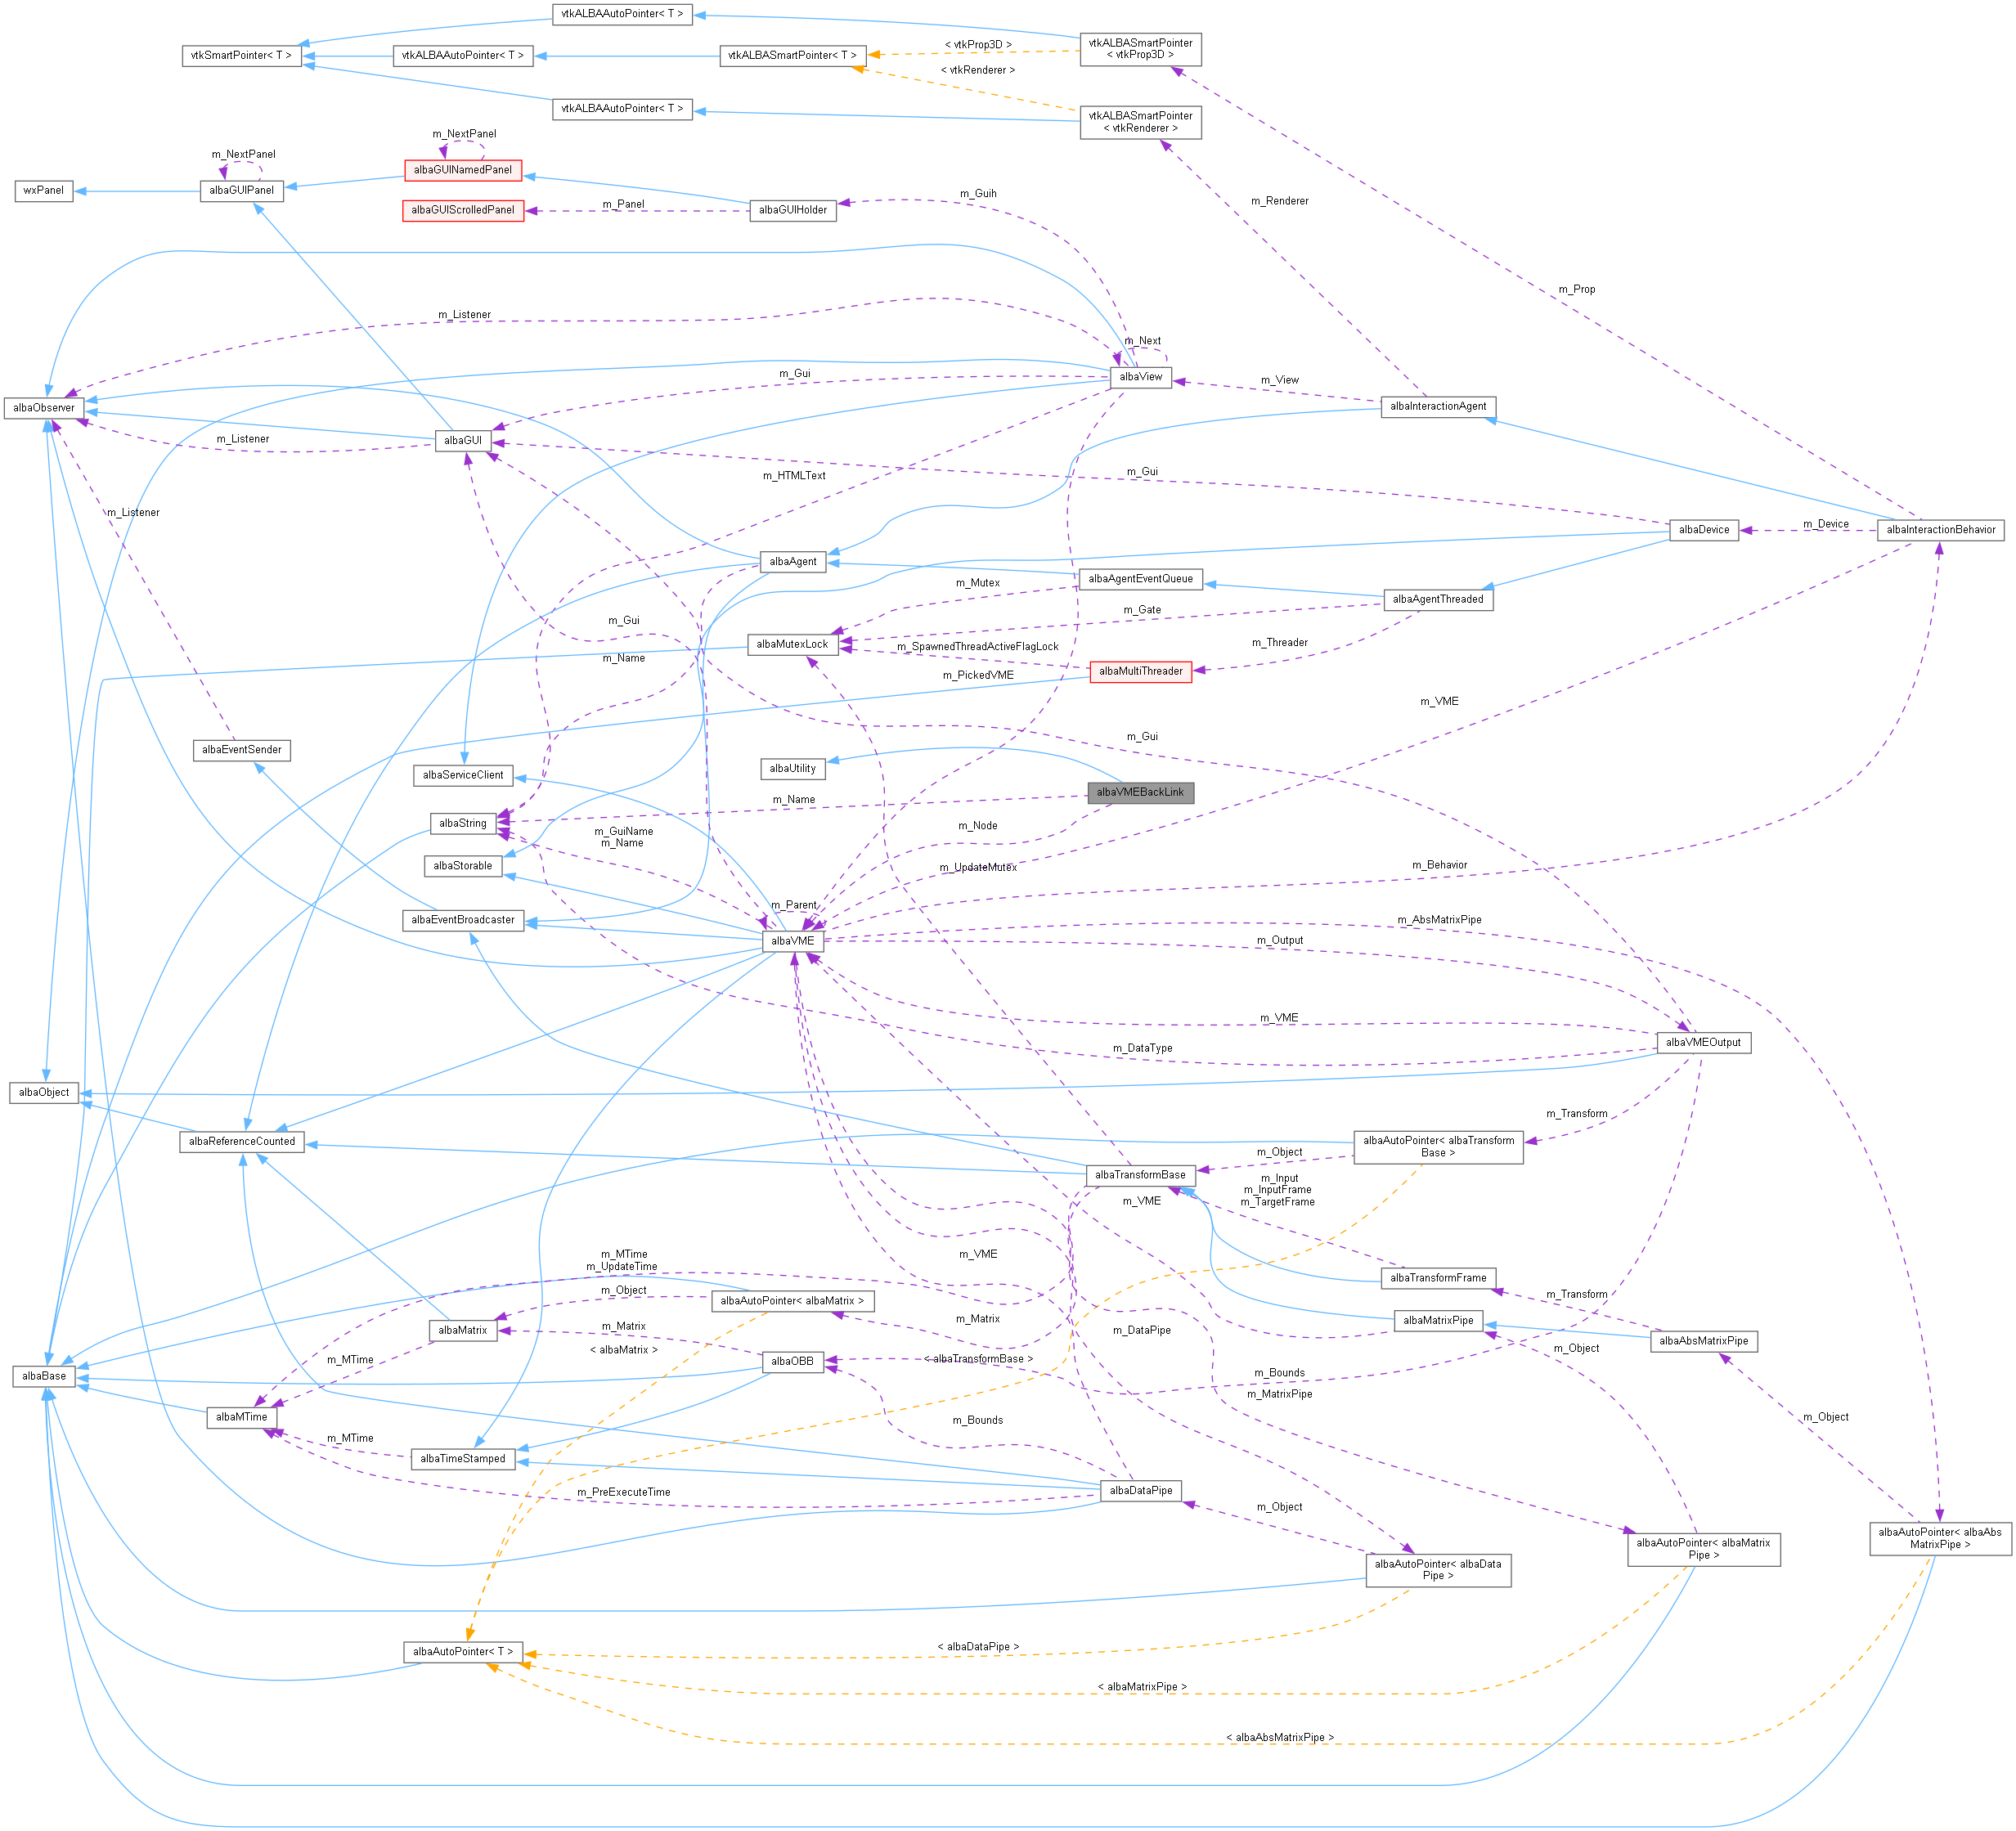 vtkALBAAutoPointer< T >
vtkSmartPointer< T >
vtkALBAAutoPointer< T >
vtkALBASmartPointer< T >
< vtkProp3D >
vtkALBASmartPointer
< vtkProp3D >
< vtkRenderer >
vtkALBAAutoPointer< T >
vtkALBASmartPointer
< vtkRenderer >
m_NextPanel
m_NextPanel
albaGUINamedPanel
wxPanel
albaGUIPanel
m_Guih
m_Renderer
albaGUIScrolledPanel
m_Panel
albaGUIHolder
m_Prop
m_Listener
m_Next
m_Gui
albaView
m_View
albaInteractionAgent
albaObserver
m_Listener
albaGUI
m_HTMLText
m_Gui
m_Listener
m_Device
albaDevice
albaInteractionBehavior
albaAgent
albaAgentEventQueue
m_Mutex
albaAgentThreaded
m_Gate
m_Gui
albaMutexLock
m_SpawnedThreadActiveFlagLock
m_Threader
m_Name
albaMultiThreader
m_PickedVME
m_VME
albaEventSender
m_Gui
albaServiceClient
albaUtility
albaVMEBackLink
m_Name
albaString
m_GuiName
m_Name
m_Node
albaStorable
m_UpdateMutex
m_Behavior
m_Parent
albaEventBroadcaster
albaVME
m_AbsMatrixPipe
m_Output
m_VME
albaVMEOutput
m_DataType
albaObject
m_Transform
albaReferenceCounted
albaAutoPointer< albaTransform
Base >
m_Object
albaTransformBase
m_Input
m_InputFrame
m_TargetFrame
m_VME
m_VME
m_MTime
m_UpdateTime
albaTransformFrame
m_Object
albaAutoPointer< albaMatrix >
m_Transform
m_Matrix
albaMatrixPipe
albaMatrix
m_Matrix
m_DataPipe
albaAbsMatrixPipe
< albaMatrix >
m_Object
albaOBB
< albaTransformBase >
m_MTime
albaBase
m_Bounds
m_MatrixPipe
albaMTime
m_Bounds
m_Object
m_MTime
albaTimeStamped
m_PreExecuteTime
albaDataPipe
m_Object
albaAutoPointer< albaAbs
MatrixPipe >
albaAutoPointer< albaMatrix
Pipe >
albaAutoPointer< albaData
Pipe >
albaAutoPointer< T >
< albaDataPipe >
< albaMatrixPipe >
< albaAbsMatrixPipe >